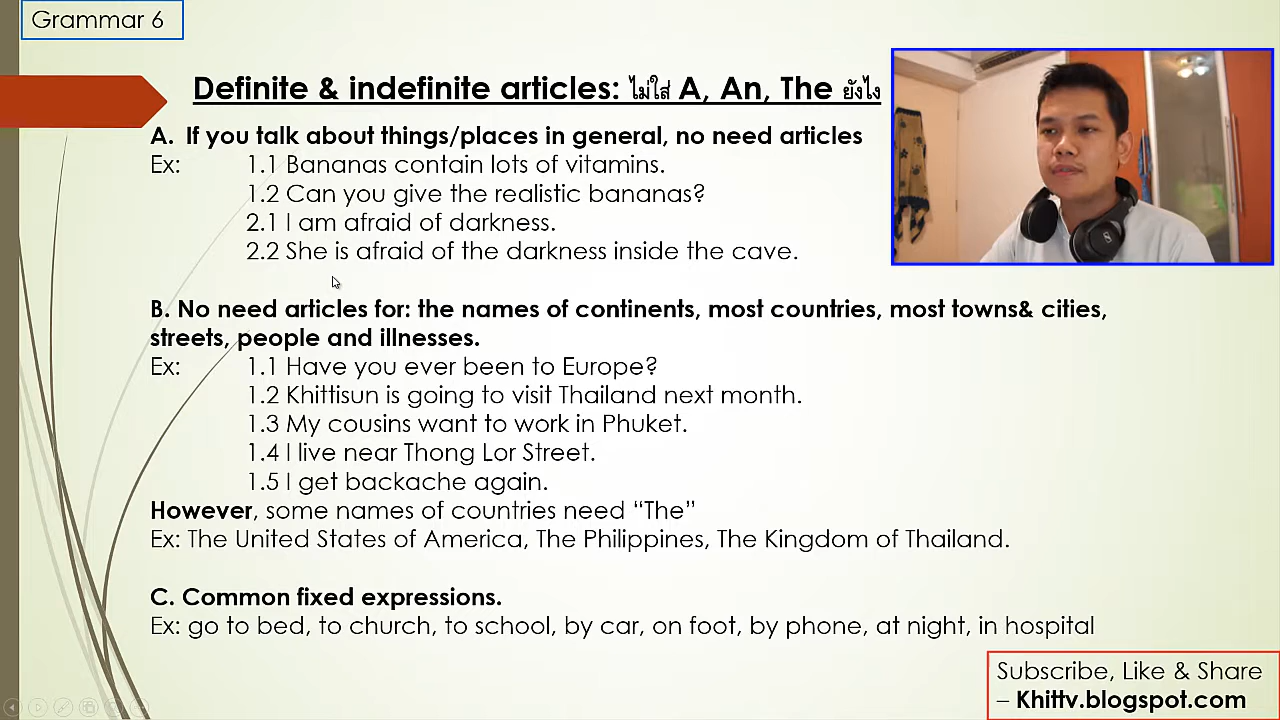 Grammar 6
Definite & indefinite articles: ไม่ใส่ A, An, The ยังไง
A. If you talk about things/places in general, no need articles
Ex: 1.1 Bananas contain lots of vitamins.
1.2 Can you give the realistic bananas?
2.1 I am afraid of darkness.
2.2 She is afraid of the darkness inside the cave.
B. No need articles for: the names of continents, most countries, most towns& cities,
streets, people and illnesses.
Ex: 1.1 Have you ever been to Europe?
1.2 Khittisun is going to visit Thailand next month.
1.3 My cousins want to work in Phuket.
1.4 I live near Thong Lor Street.
1.5 I get backache again.
However, some names of countries need “The”
Ex: The United States of America, The Philippines, The Kingdom of Thailand.
C. Common fixed expressions.
Ex: go to bed, to church, to school, by car, on foot, by phone, at night, in hospital
Subscribe, Like & Share
– Khittv.blogspot.com